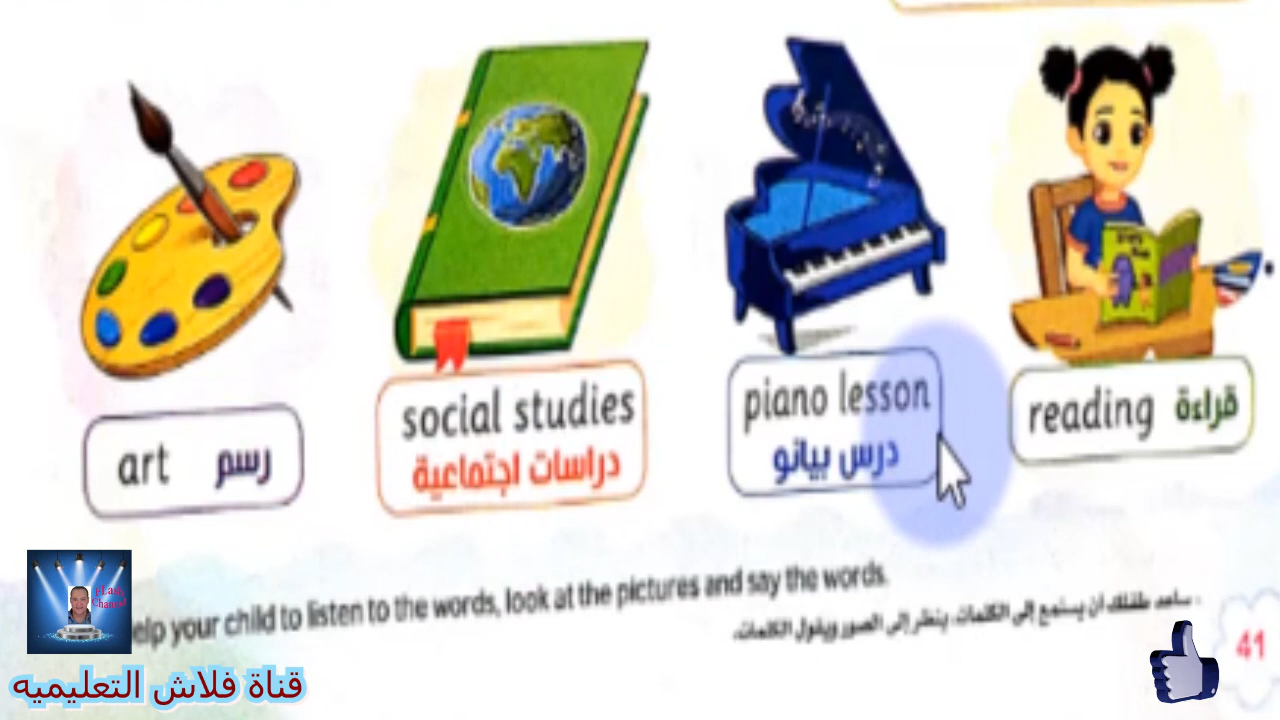 art رسم
social studies
دراسات اجتماعية
piano lesson
درس بيانو
reading قراءة
elp your child to listen to the words, look at the pictures and say the words.
ساعد طفلك أن يستمع إلى الكلمات، ينظر إلى الصور ويقول الكلمات.
41
Flash
Channel
قناة فلاش التعليميه